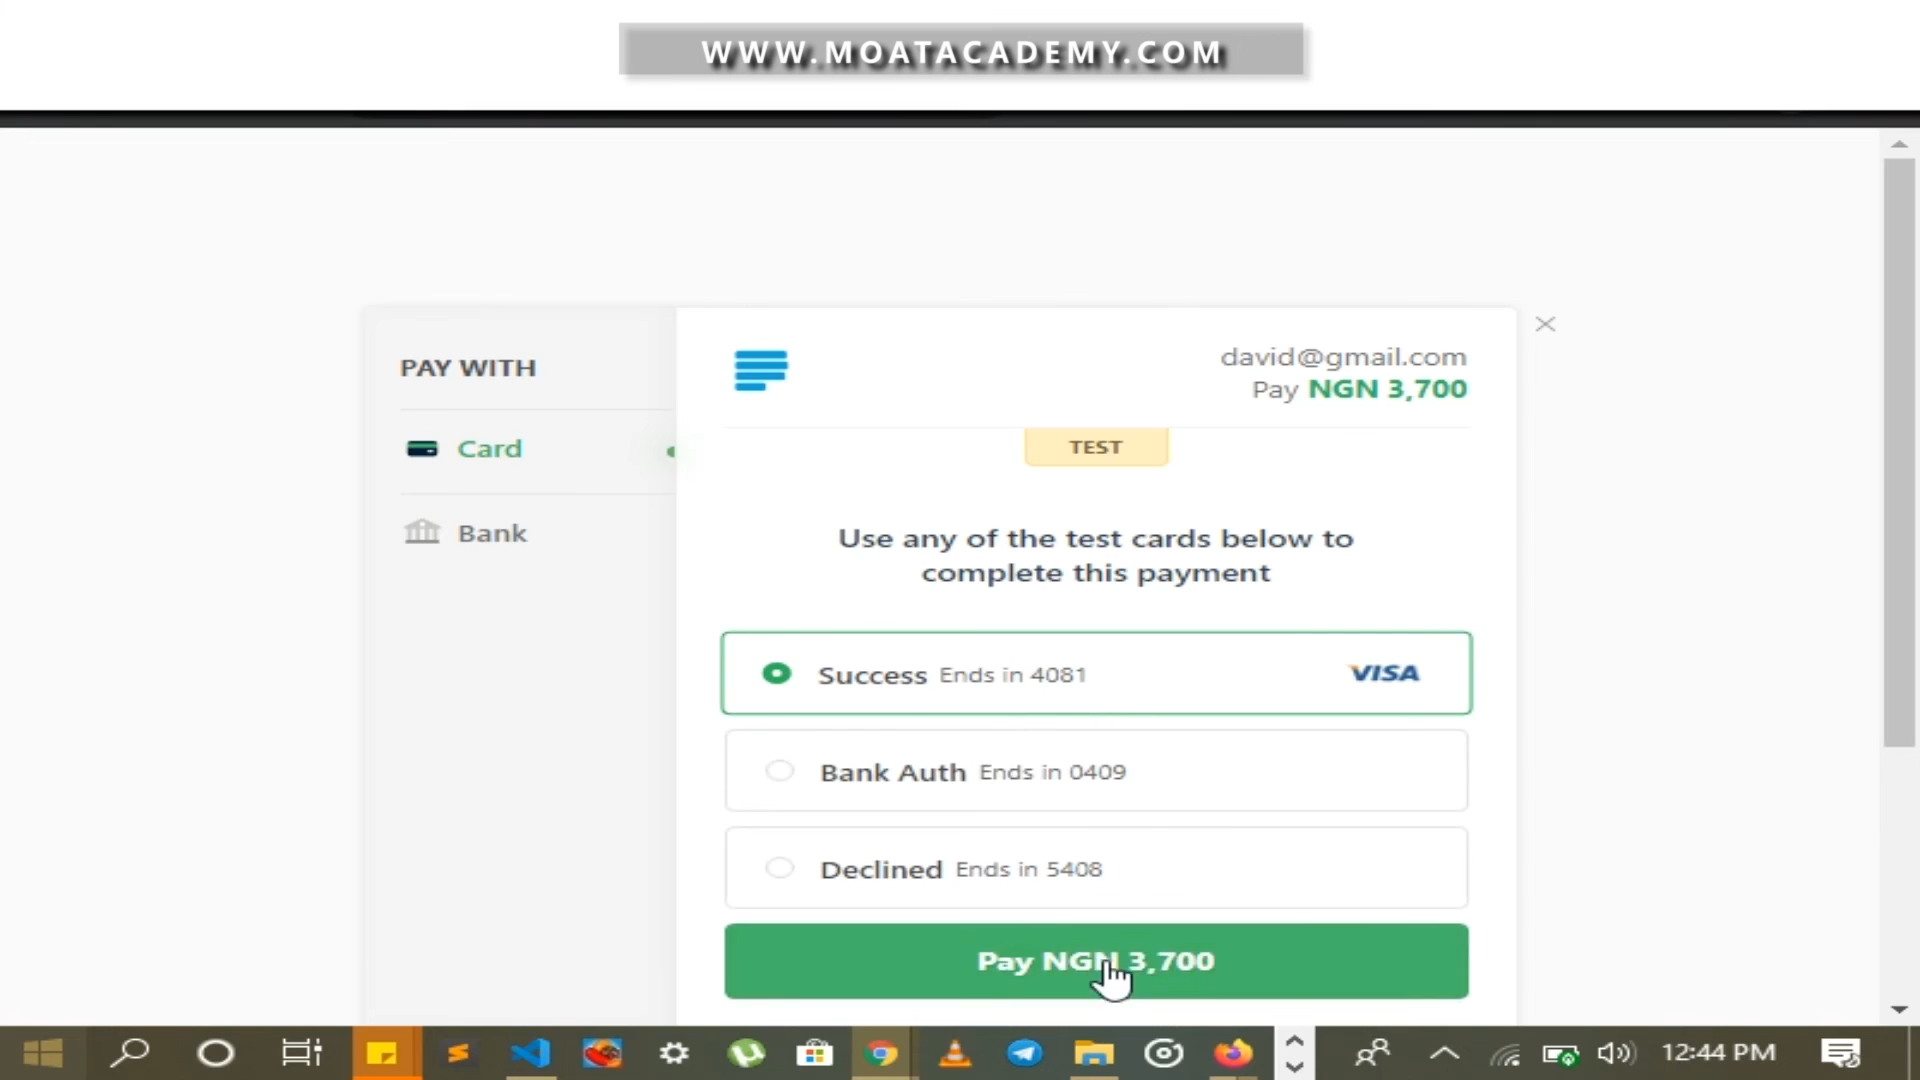 WWW.MOATACADEMY.COM
PAY WITH
Card
Bank
david@gmail.com
Pay NGN 3,700
TEST
Use any of the test cards below to
complete this payment
Success Ends in 4081 VISA
Bank Auth Ends in 0409
Declined Ends in 5408
Pay NGN 3,700
12:44 PM